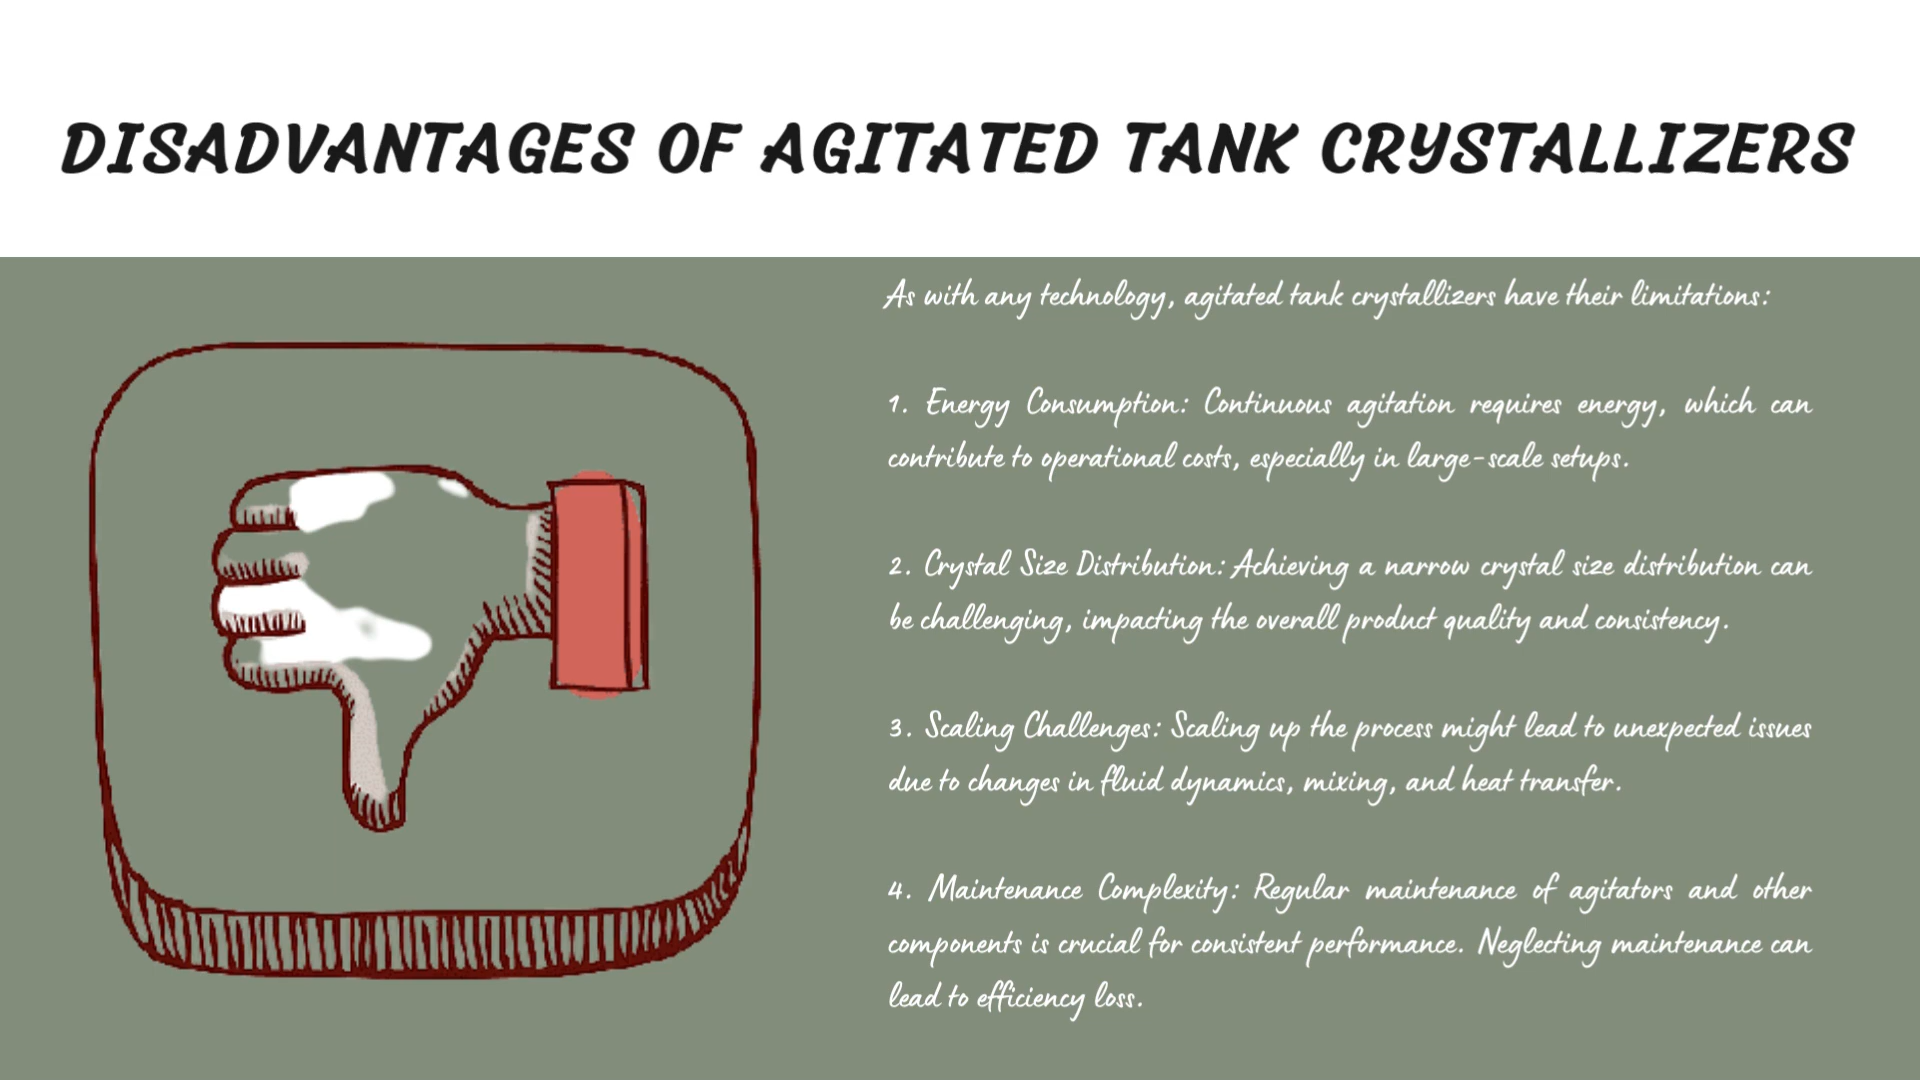 DISADVANTAGES OF AGITATED TANK CRYSTALLIZERS
As with any technology, agitated tank crystallizers have their limitations:
1. Energy Consumption: Continuous agitation requires energy, which can
contribute to operational costs, especially in large-scale setups.
2. Crystal Size Distribution: Achieving a narrow crystal size distribution can
be challenging, impacting the overall product quality and consistency.
3. Scaling Challenges: Scaling up the process might lead to unexpected issues
due to changes in fluid dynamics, mixing, and heat transfer.
4. Maintenance Complexity: Regular maintenance of agitators and other
components is crucial for consistent performance. Neglecting maintenance can
lead to efficiency loss.